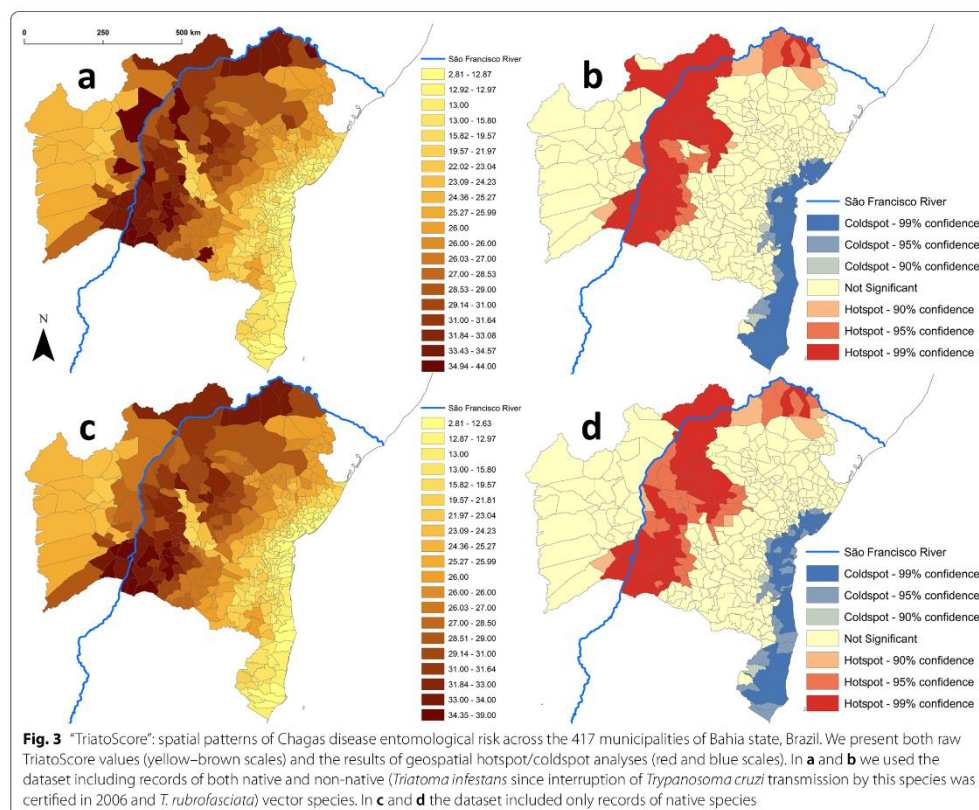 0 250 500 km
a
São Francisco River
2.81 - 12.87
12.92 - 12.97
13.00
13.00 - 15.80
15.82 - 19.57
19.57 - 21.97
22.02 - 23.04
23.09 - 24.23
24.36 - 25.27
25.27 - 25.99
26.00
26.00 - 26.00
26.03 - 27.00
27.00 - 28.53
28.53 - 29.00
29.14 - 31.00
31.00 - 31.64
31.84 - 33.08
33.43 - 34.57
34.94 - 44.00
N
b
São Francisco River
Coldspot - 99% confidence
Coldspot - 95% confidence
Coldspot - 90% confidence
Not Significant
Hotspot - 90% confidence
Hotspot - 95% confidence
Hotspot - 99% confidence
c
São Francisco River
2.81 - 12.63
12.87 - 12.97
13.00
13.00 - 15.80
15.82 - 19.57
19.57 - 21.81
21.97 - 23.04
23.09 - 24.23
24.36 - 25.27
25.27 - 25.99
26.00
26.00 - 26.00
26.03 - 27.00
27.00 - 28.50
28.51 - 29.00
29.14 - 31.00
31.00 - 31.64
31.84 - 33.00
33.00 - 34.00
34.35 - 39.00
d
São Francisco River
Coldspot - 99% confidence
Coldspot - 95% confidence
Coldspot - 90% confidence
Not Significant
Hotspot - 90% confidence
Hotspot - 95% confidence
Hotspot - 99% confidence
Fig. 3 "TriatoScore": spatial patterns of Chagas disease entomological risk across the 417 municipalities of Bahia state, Brazil. We present both raw
TriatoScore values (yellow–brown scales) and the results of geospatial hotspot/coldspot analyses (red and blue scales). In a and b we used the
dataset including records of both native and non-native (Triatoma infestans since interruption of Trypanosoma cruzi transmission by this species was
certified in 2006 and T. rubrofasciata) vector species. In c and d the dataset included only records of native species